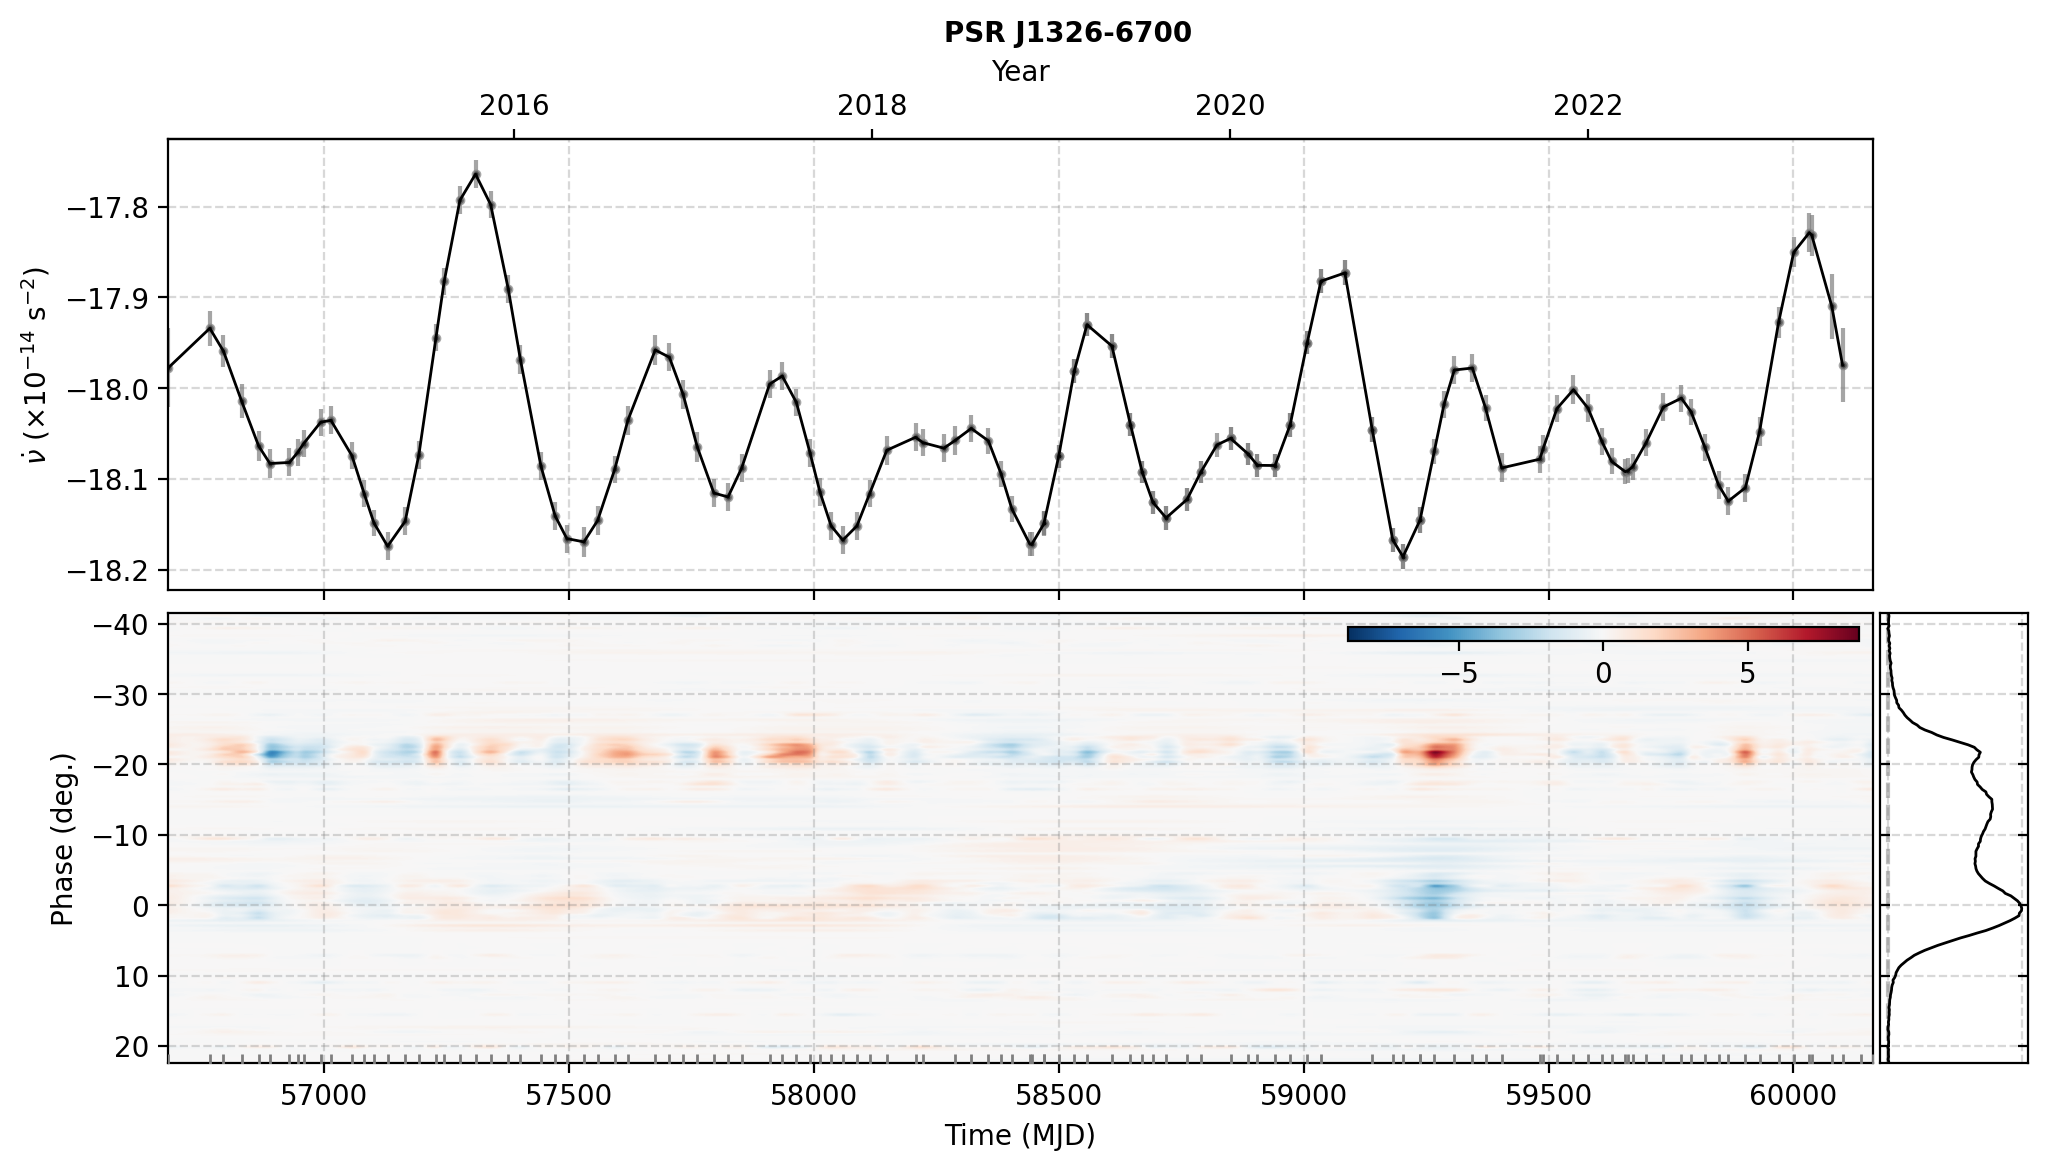 PSR J1326-6700
Year
2016 2018 2020 2022
ν̇ (×10⁻¹⁴ s⁻²)
−17.8
−17.9
−18.0
−18.1
−18.2
−5 0 5
Phase (deg.)
−40
−30
−20
−10
0
10
20
57000 57500 58000 58500 59000 59500 60000
Time (MJD)